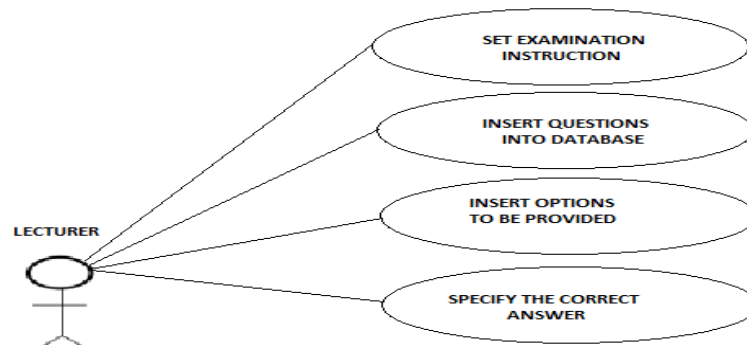 SET EXAMINATION
INSTRUCTION
INSERT QUESTIONS
INTO DATABASE
INSERT OPTIONS
TO BE PROVIDED
LECTURER
SPECIFY THE CORRECT
ANSWER